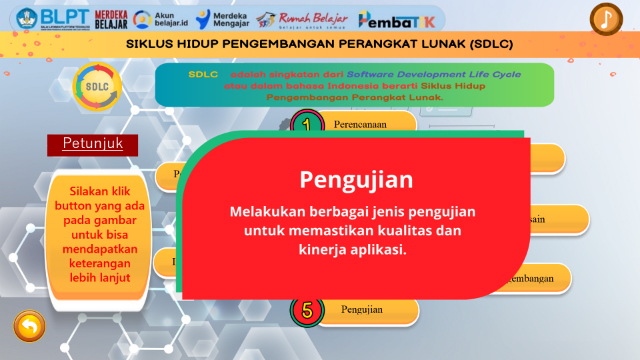 BLPT
MERDEKA
BELAJAR
Akun
belajar.id
Merdeka
Mengajar
Rumah Belajar
belajar untuk semua
PembaTIK
SIKLUS HIDUP PENGEMBANGAN PERANGKAT LUNAK (SDLC)
SDLC
SDLC adalah singkatan dari Software Development Life Cycle
atau dalam bahasa Indonesia berarti Siklus Hidup
Pengembangan Perangkat Lunak.
1 Perencanaan
Petunjuk
Silakan klik
button yang ada
pada gambar
untuk bisa
mendapatkan
keterangan
lebih lanjut
Pengujian
Melakukan berbagai jenis pengujian
untuk memastikan kualitas dan
kinerja aplikasi.
5 Pengujian